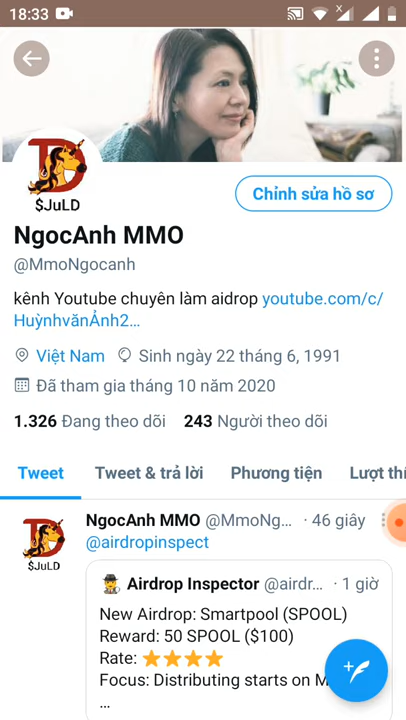 18:33
D
$JuLD
Chỉnh sửa hồ sơ
NgocAnh MMO
@MmoNgocanh
kênh Youtube chuyên làm aidrop youtube.com/c/
HuỳnhvănẢnh2...
Việt Nam Sinh ngày 22 tháng 6, 1991
Đã tham gia tháng 10 năm 2020
1.326 Đang theo dõi 243 Người theo dõi
Tweet Tweet & trả lời Phương tiện Lượt thí
D
$JuLD
NgocAnh MMO @MmoNg... · 46 giây
@airdropinspect
Airdrop Inspector @airdr... · 1 giờ
New Airdrop: Smartpool (SPOOL)
Reward: 50 SPOOL ($100)
Rate: ⭐⭐⭐⭐
Focus: Distributing starts on M
...